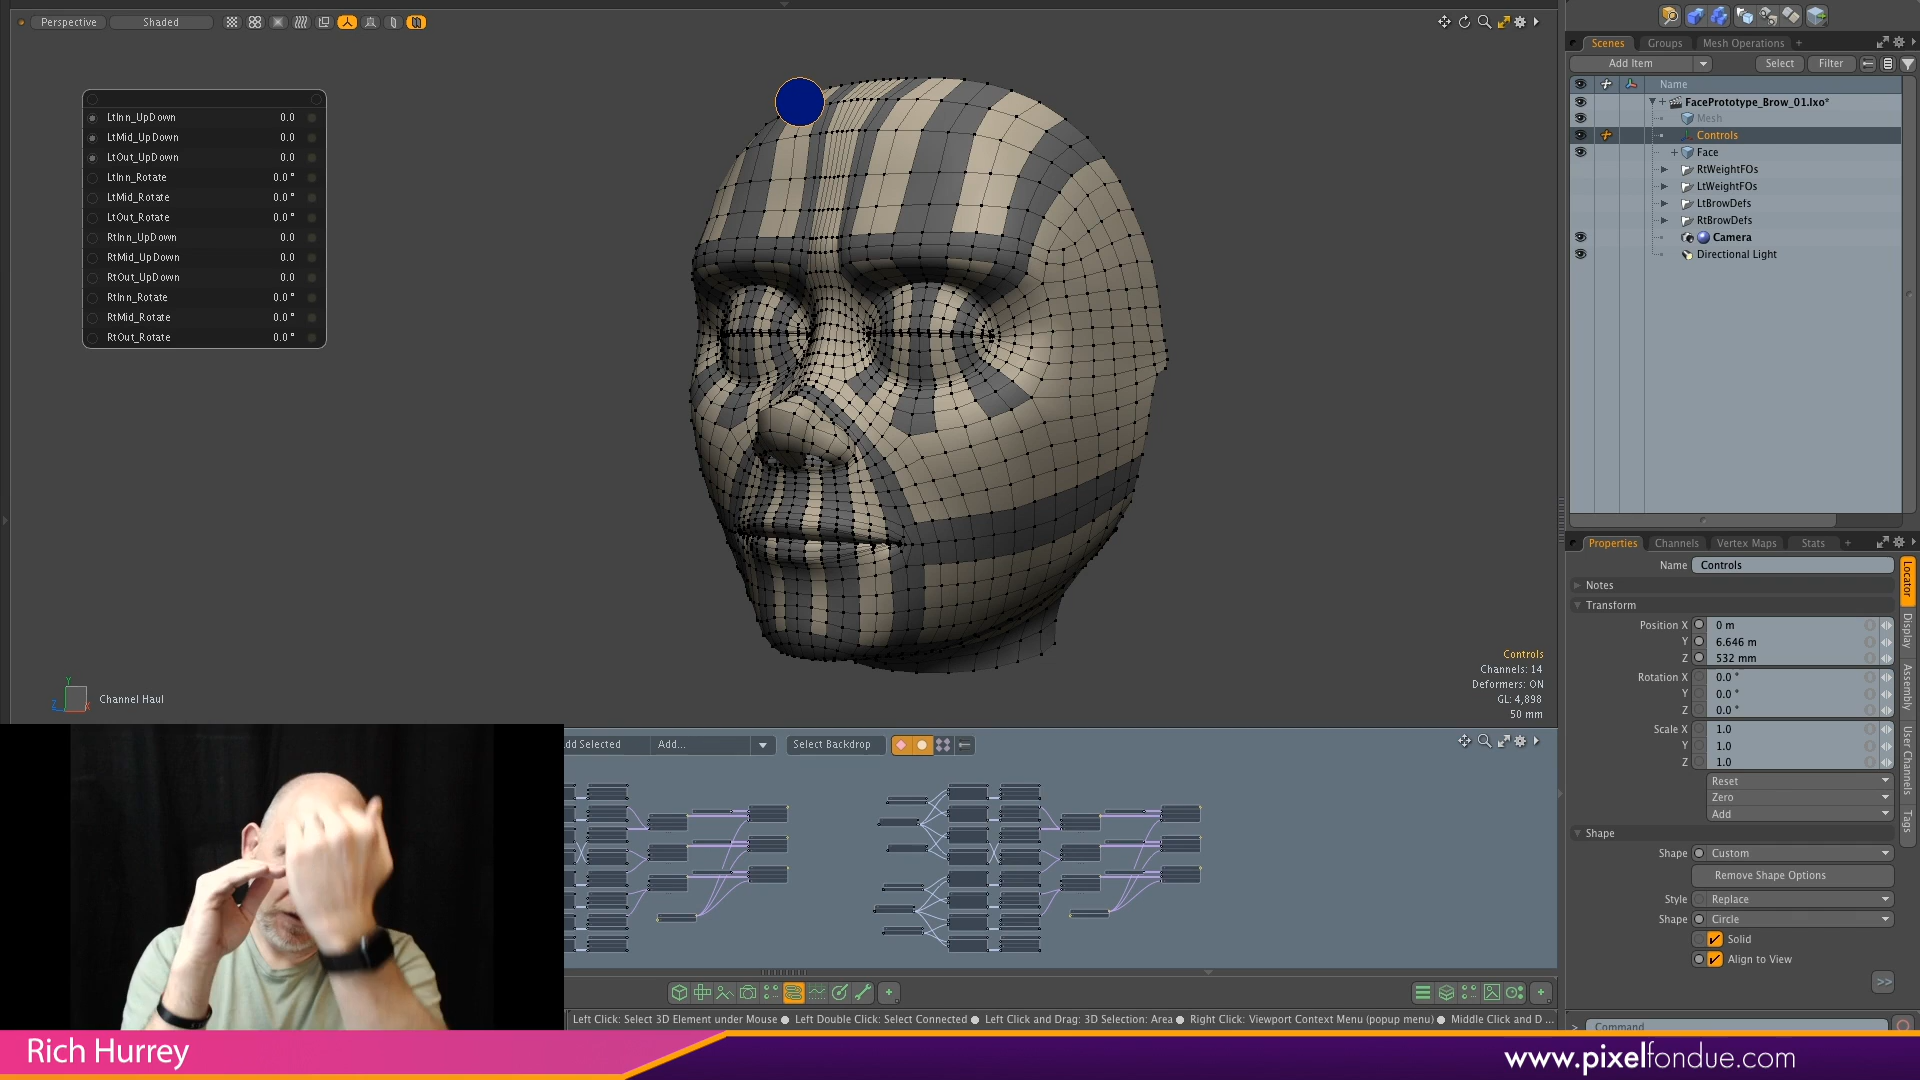 Perspective
Shaded
LtInn_UpDown 0.0
LtMid_UpDown 0.0
LtOut_UpDown 0.0
LtInn_Rotate 0.0 °
LtMid_Rotate 0.0 °
LtOut_Rotate 0.0 °
RtInn_UpDown 0.0
RtMid_UpDown 0.0
RtOut_UpDown 0.0
RtInn_Rotate 0.0 °
RtMid_Rotate 0.0 °
RtOut_Rotate 0.0 °
Y
Z
X
Channel Haul
Controls
Channels: 14
Deformers: ON
GL: 4,898
50 mm
dd Selected
Add...
Select Backdrop
Left Click: Select 3D Element under Mouse ● Left Double Click: Select Connected ● Left Click and Drag: 3D Selection: Area ● Right Click: Viewport Context Menu (popup menu) ● Middle Click and D ...
Scenes
Groups
Mesh Operations
+
Add Item
Select
Filter
Name
FacePrototype_Brow_01.lxo*
Mesh
Controls
Face
RtWeightFOs
LtWeightFOs
LtBrowDefs
RtBrowDefs
Camera
Directional Light
Properties
Channels
Vertex Maps
Stats
+
Name Controls
Notes
Transform
Position X 0 m
Y 6.646 m
Z 532 mm
Rotation X 0.0 °
Y 0.0 °
Z 0.0 °
Scale X 1.0
Y 1.0
Z 1.0
Reset
Zero
Add
Shape
Shape Custom
Remove Shape Options
Style Replace
Shape Circle
Solid
Align to View
>>
Locator
Display
Assembly
User Channels
Tags
> Command
Rich Hurrey
www.pixelfondue.com